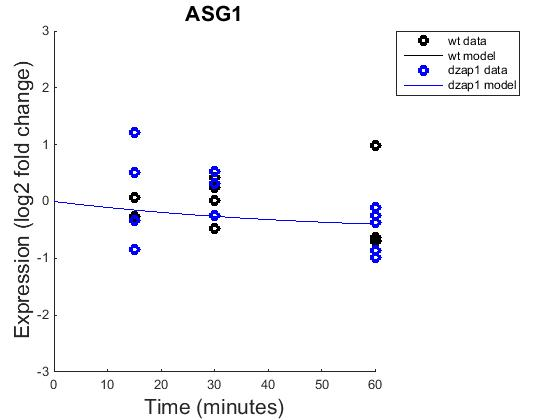 ASG1
wt data
wt model
dzap1 data
dzap1 model
Expression (log2 fold change)
3
2
1
0
-1
-2
-3
0 10 20 30 40 50 60
Time (minutes)